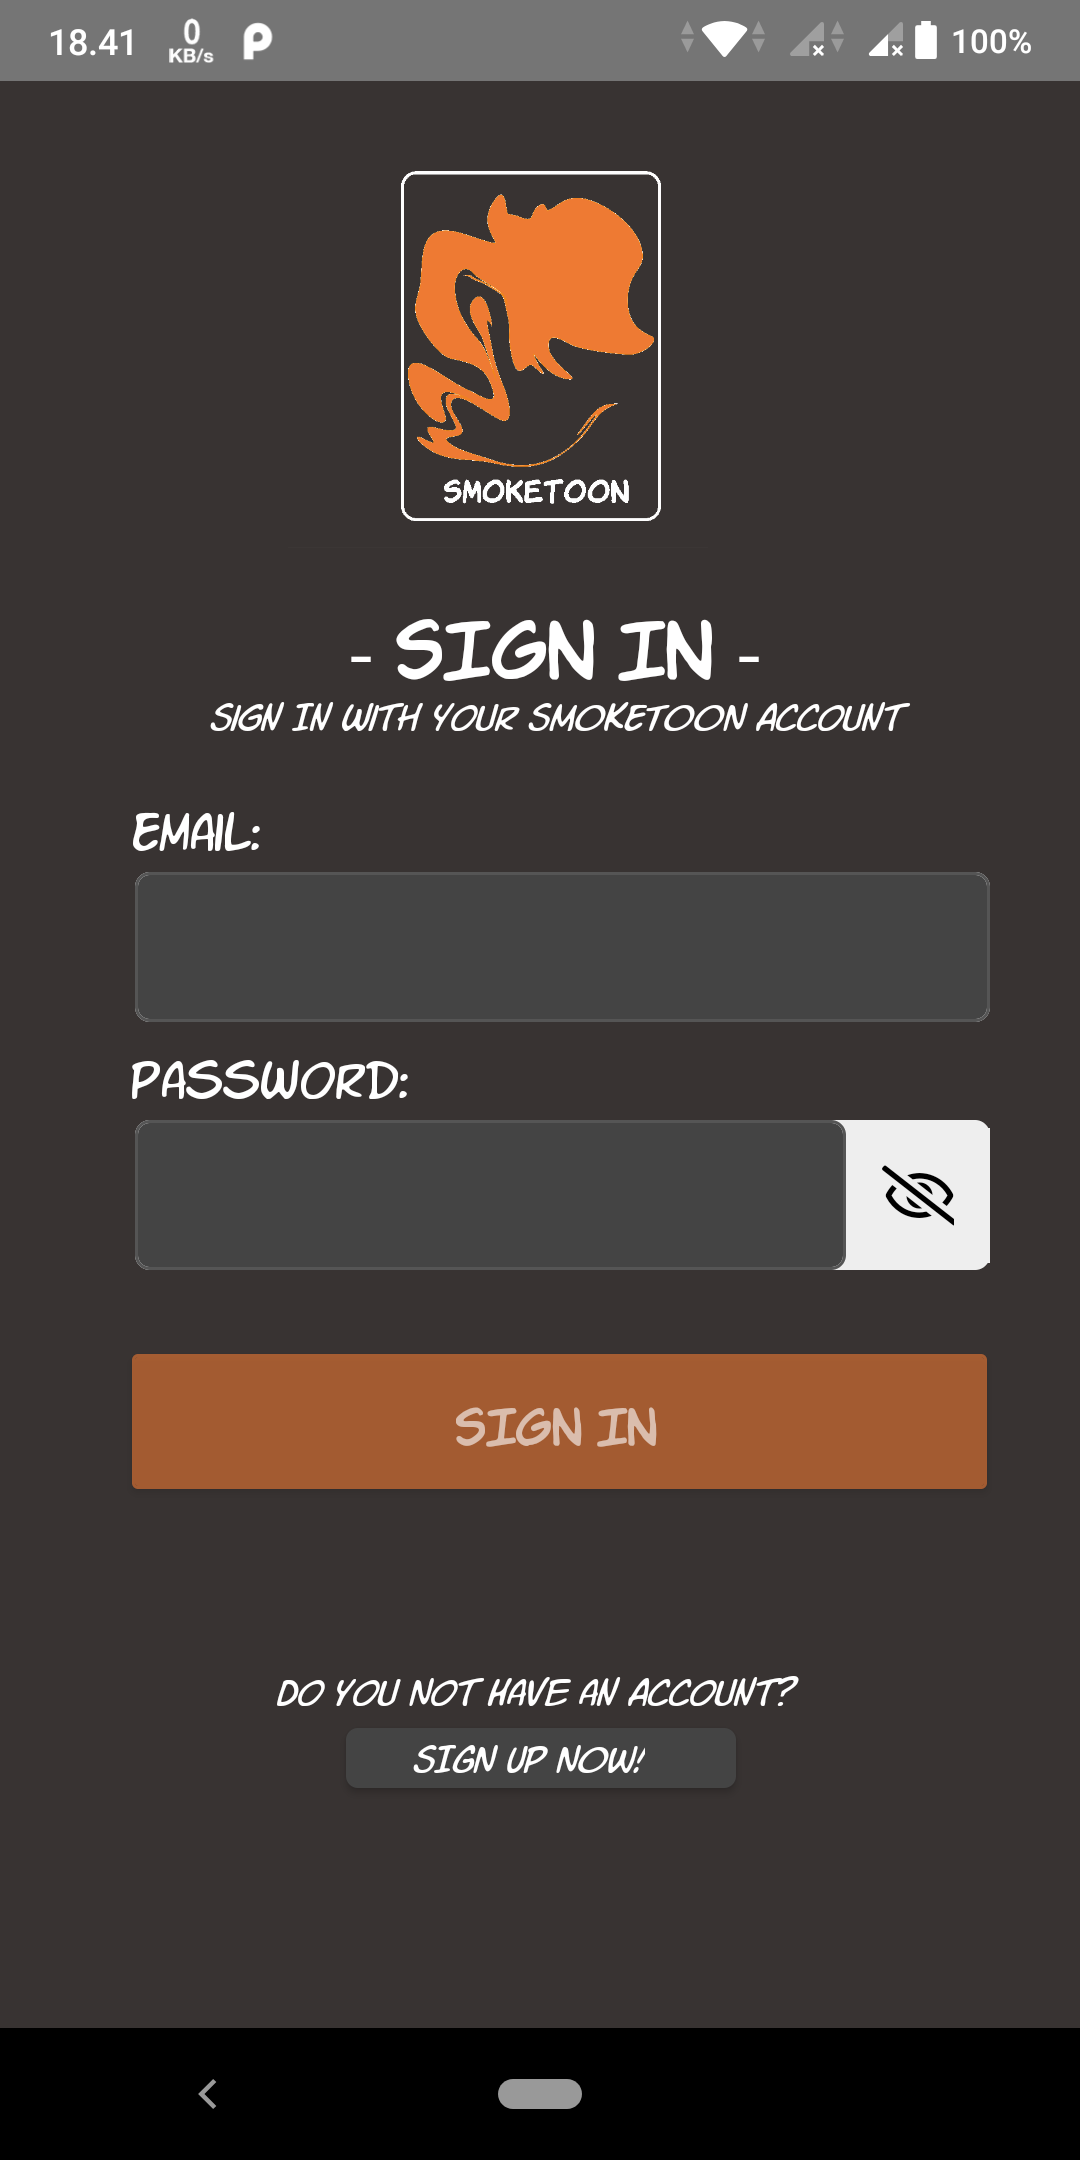 18.41
0
KB/s
100%
SMOKETOON
- SIGN IN -
SIGN IN WITH YOUR SMOKETOON ACCOUNT
EMAIL:
PASSWORD:
SIGN IN
DO YOU NOT HAVE AN ACCOUNT?
SIGN UP NOW!